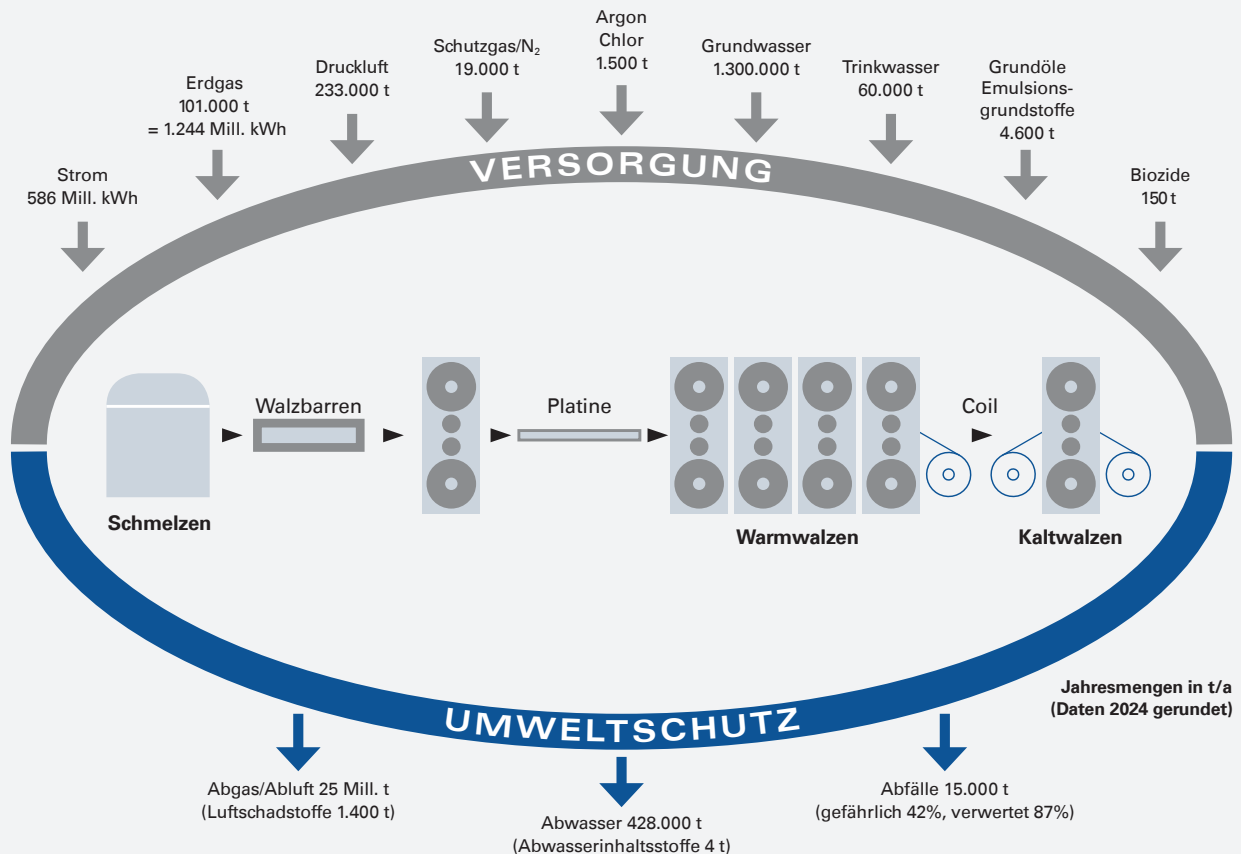 Strom
586 Mill. kWh
Erdgas
101.000 t
= 1.244 Mill. kWh
Druckluft
233.000 t
Schutzgas/N₂
19.000 t
Argon
Chlor
1.500 t
Grundwasser
1.300.000 t
Trinkwasser
60.000 t
Grundöle
Emulsions-
grundstoffe
4.600 t
Biozide
150 t
VERSORGUNG
Walzbarren
Platine
Coil
Schmelzen
Warmwalzen
Kaltwalzen
Jahresmengen in t/a
(Daten 2024 gerundet)
UMWELTSCHUTZ
Abgas/Abluft 25 Mill. t
(Luftschadstoffe 1.400 t)
Abwasser 428.000 t
(Abwasserinhaltsstoffe 4 t)
Abfälle 15.000 t
(gefährlich 42%, verwertet 87%)